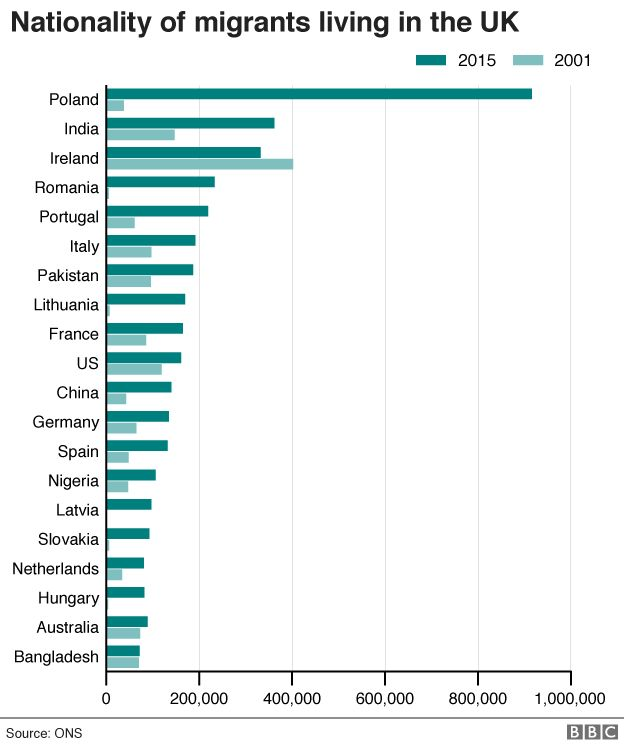 Nationality of migrants living in the UK
2015 2001
Poland
India
Ireland
Romania
Portugal
Italy
Pakistan
Lithuania
France
US
China
Germany
Spain
Nigeria
Latvia
Slovakia
Netherlands
Hungary
Australia
Bangladesh
0 200,000 400,000 600,000 800,000 1,000,000
Source: ONS BBC